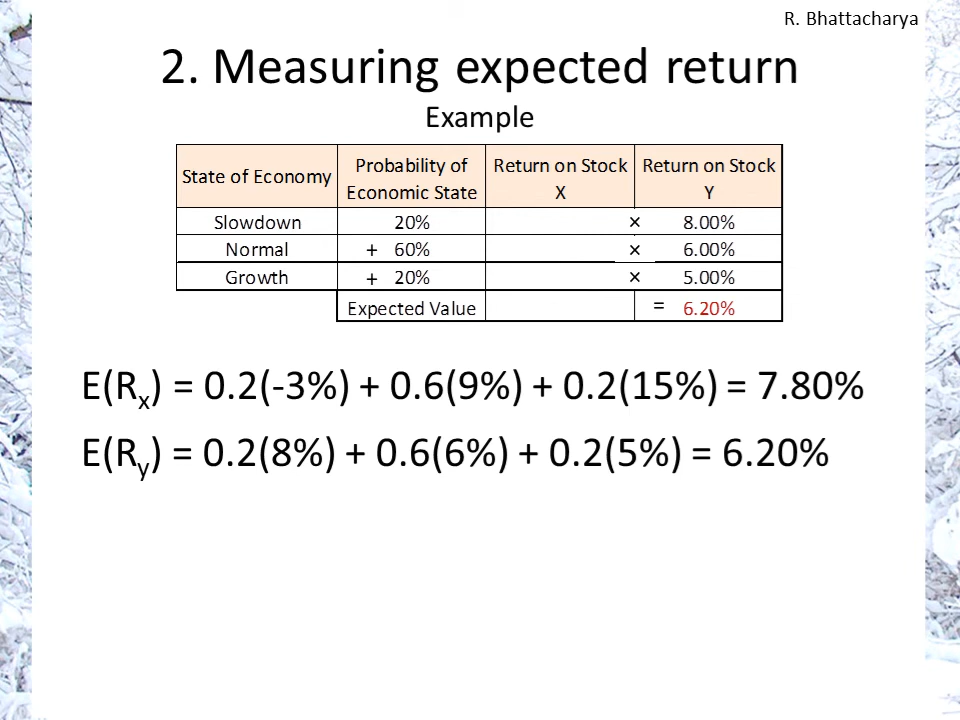 R. Bhattacharya
2. Measuring expected return
Example
State of Economy Probability of Economic State Return on Stock X Return on Stock Y
Slowdown 20% × 8.00%
Normal + 60% × 6.00%
Growth + 20% × 5.00%
Expected Value = 6.20%
E(Rx) = 0.2(-3%) + 0.6(9%) + 0.2(15%) = 7.80%
E(Ry) = 0.2(8%) + 0.6(6%) + 0.2(5%) = 6.20%